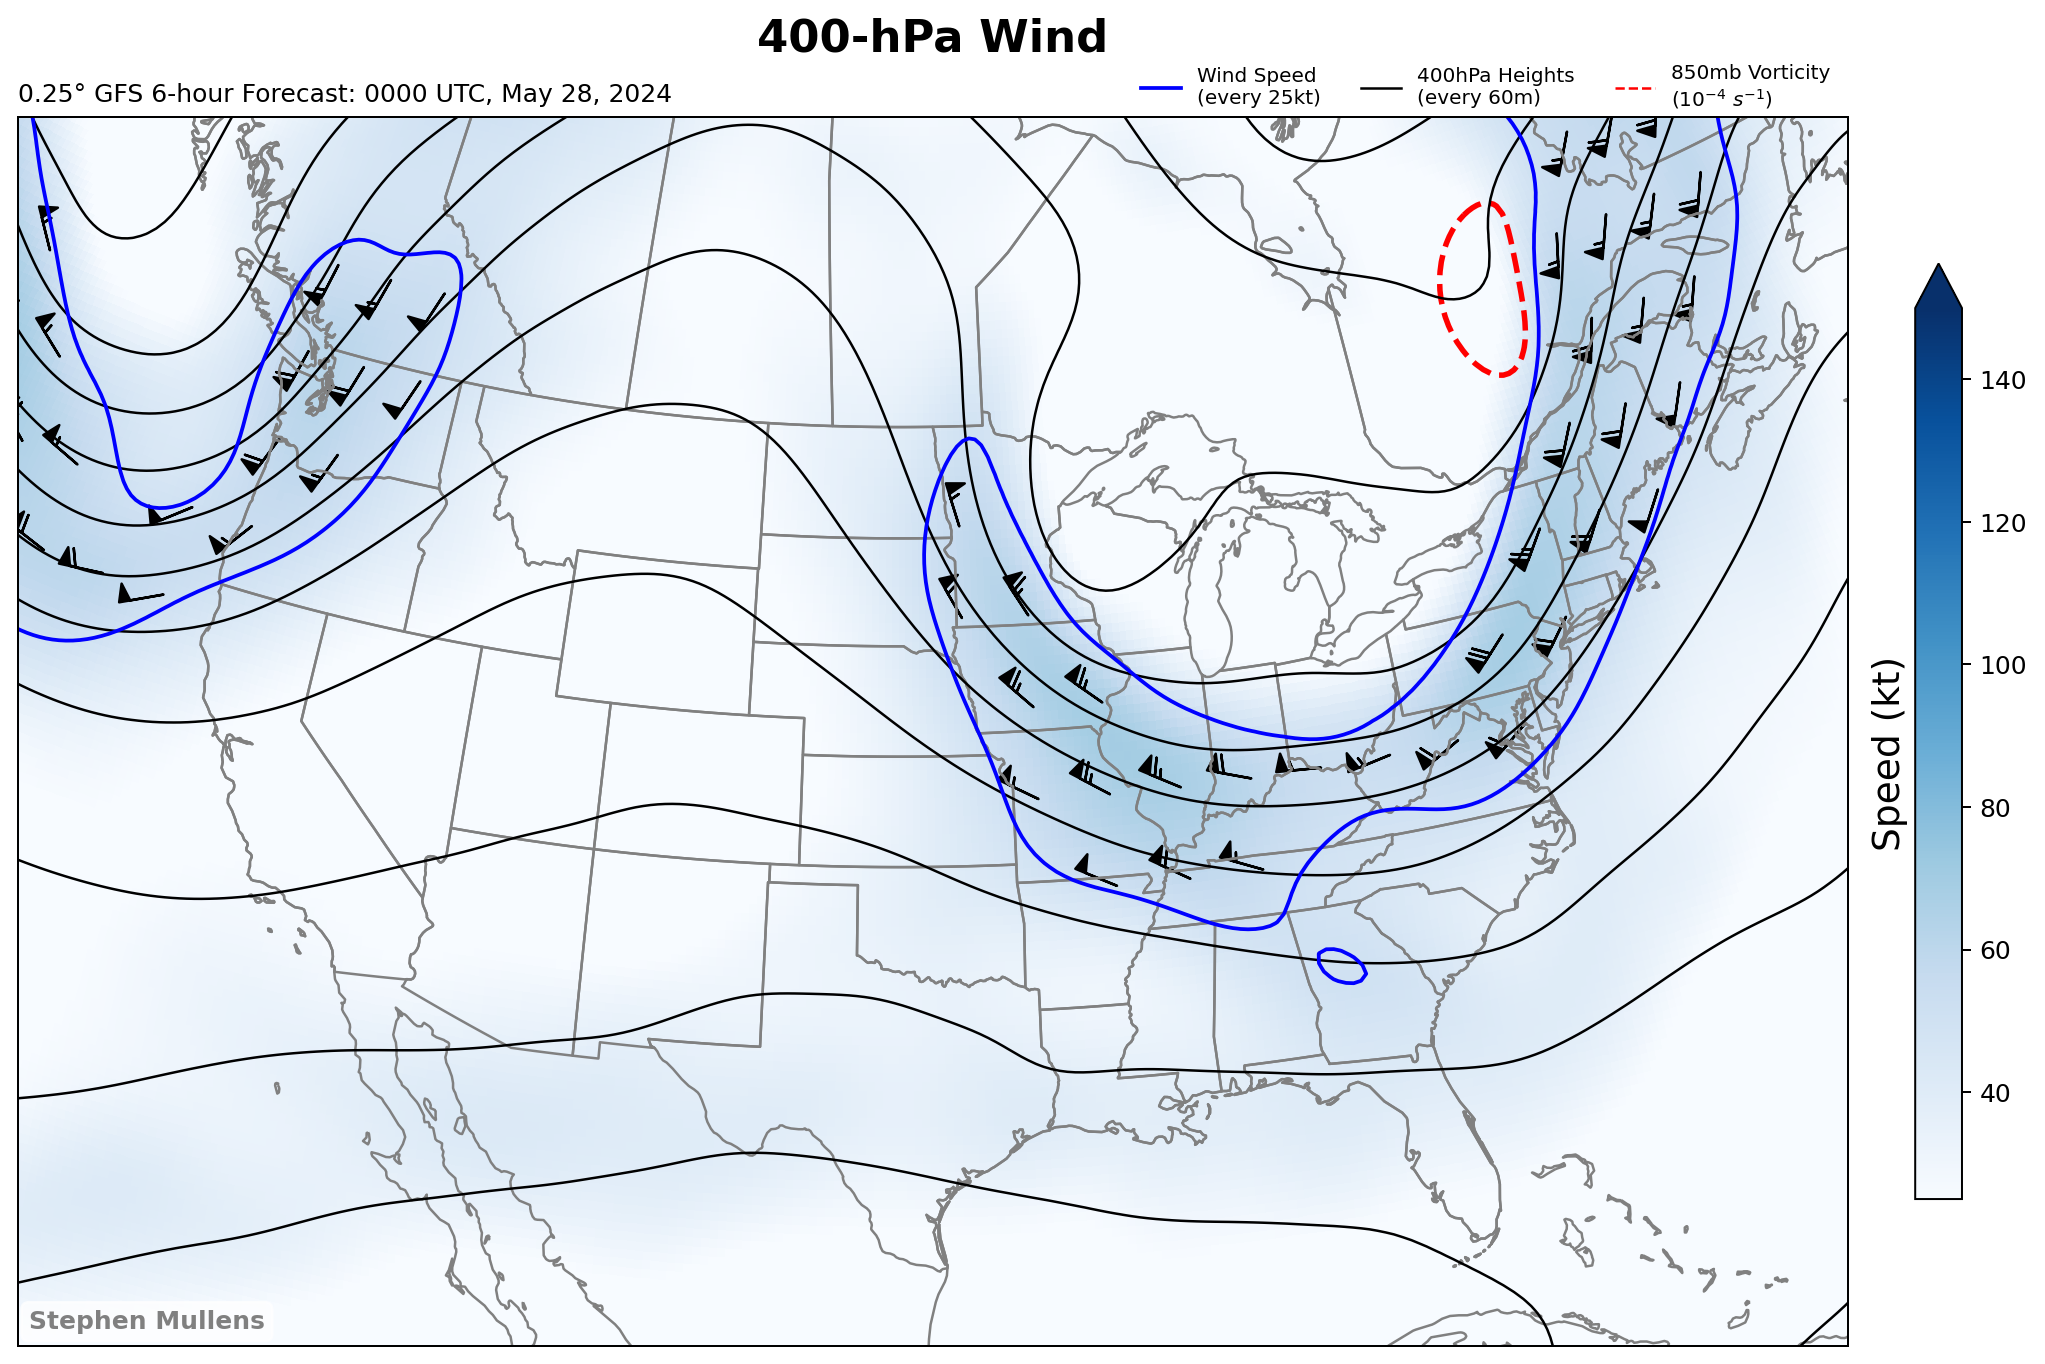 400-hPa Wind
0.25° GFS 6-hour Forecast: 0000 UTC, May 28, 2024
Wind Speed
(every 25kt)
400hPa Heights
(every 60m)
850mb Vorticity
(10⁻⁴ s⁻¹)
140
120
100
80
60
40
Speed (kt)
Stephen Mullens